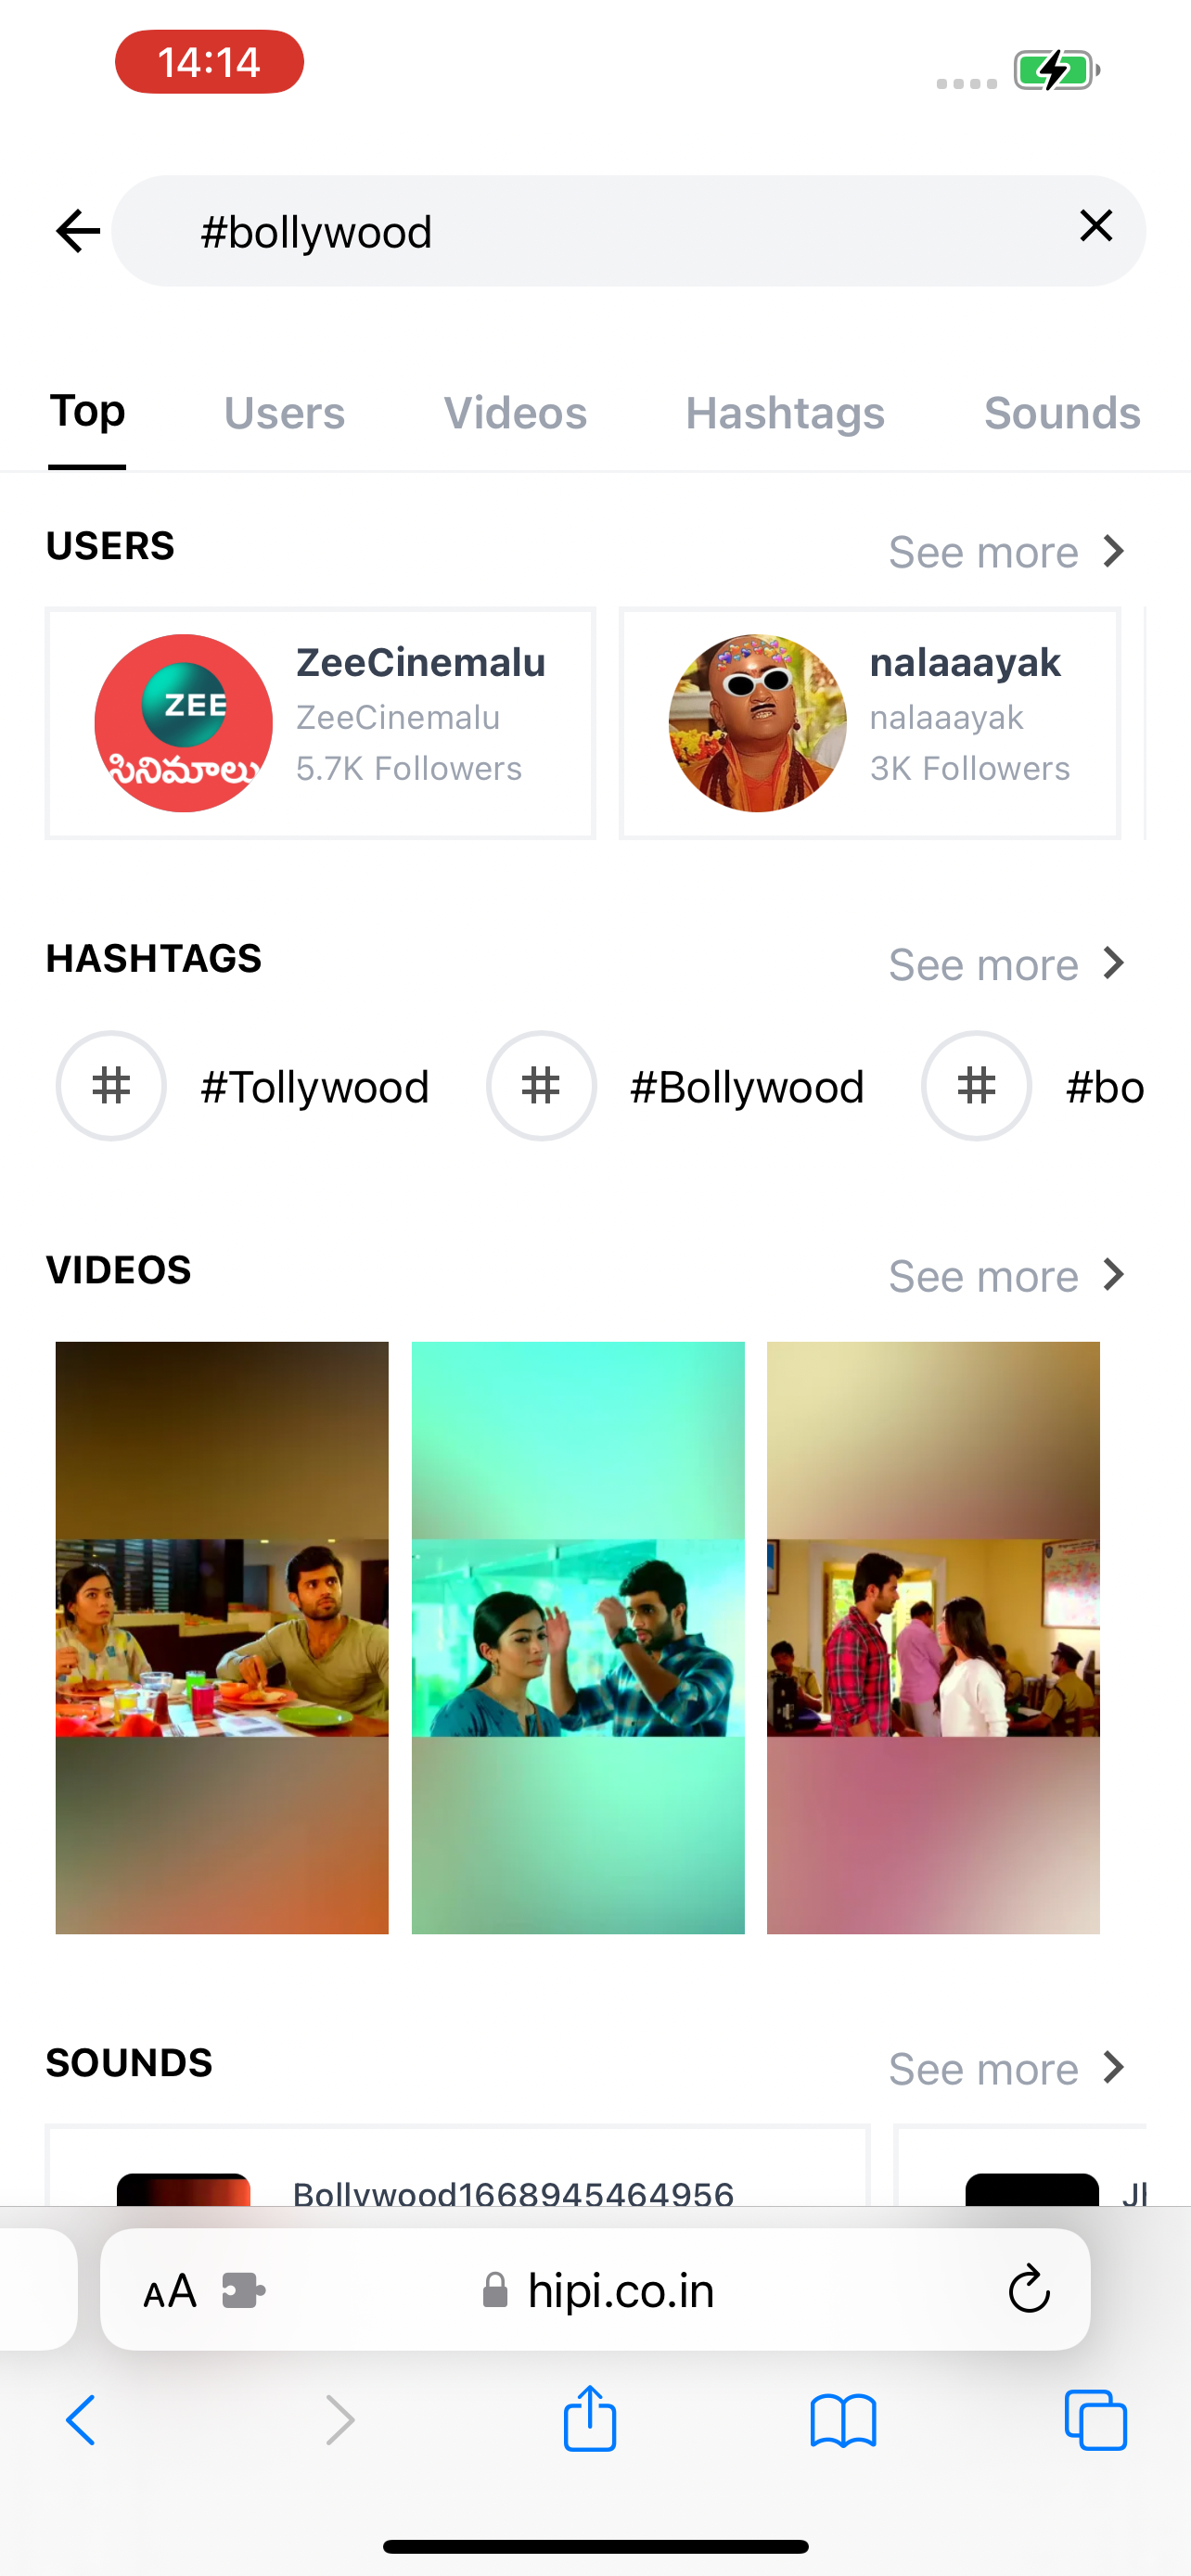 14:14
#bollywood
Top Users Videos Hashtags Sounds
USERS
See more
ZEE
సినిమాలు
ZeeCinemalu
ZeeCinemalu
5.7K Followers
nalaaayak
nalaaayak
3K Followers
HASHTAGS
See more
#Tollywood #Bollywood #bo
VIDEOS
See more
SOUNDS
See more
Bollywood1668945464956
AA hipi.co.in